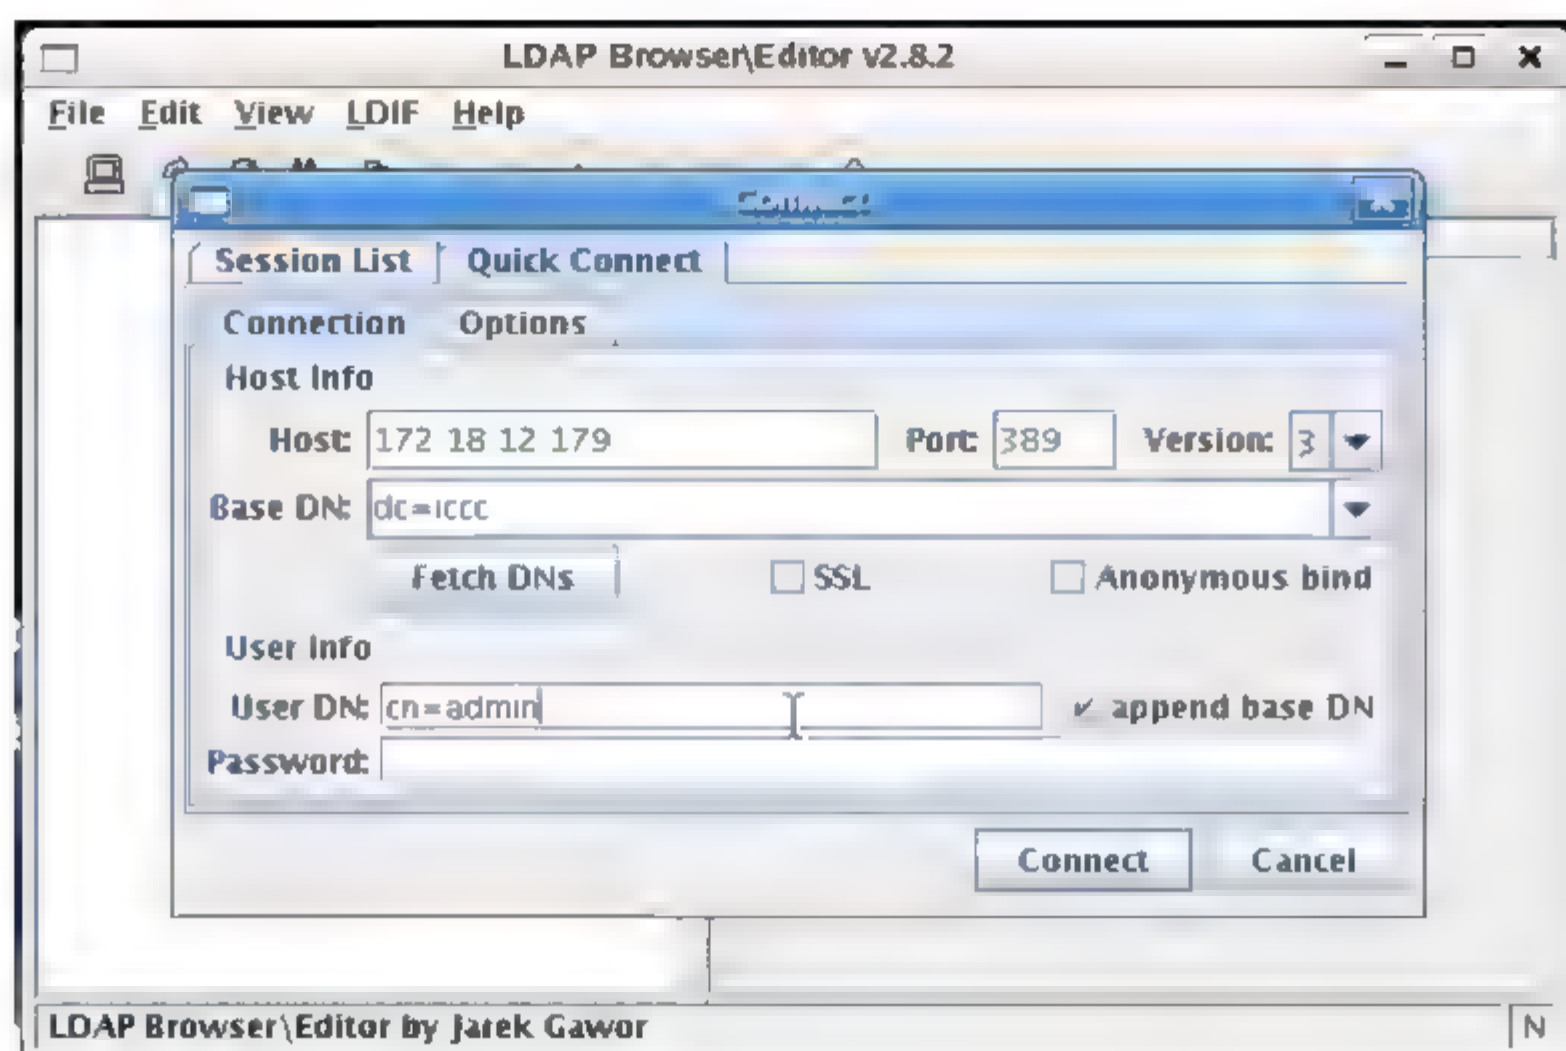 LDAP Browser\Editor v2.8.2
File Edit View LDIF Help
Session List Quick Connect
Connection Options
Host Info
Host: 172 18 12 179 Port: 389 Version: 3
Base DN: dc=iccc
Fetch DNs SSL Anonymous bind
User Info
User DN: cn=admin append base DN
Password:
Connect Cancel
LDAP Browser\Editor by Jarek Gawor N